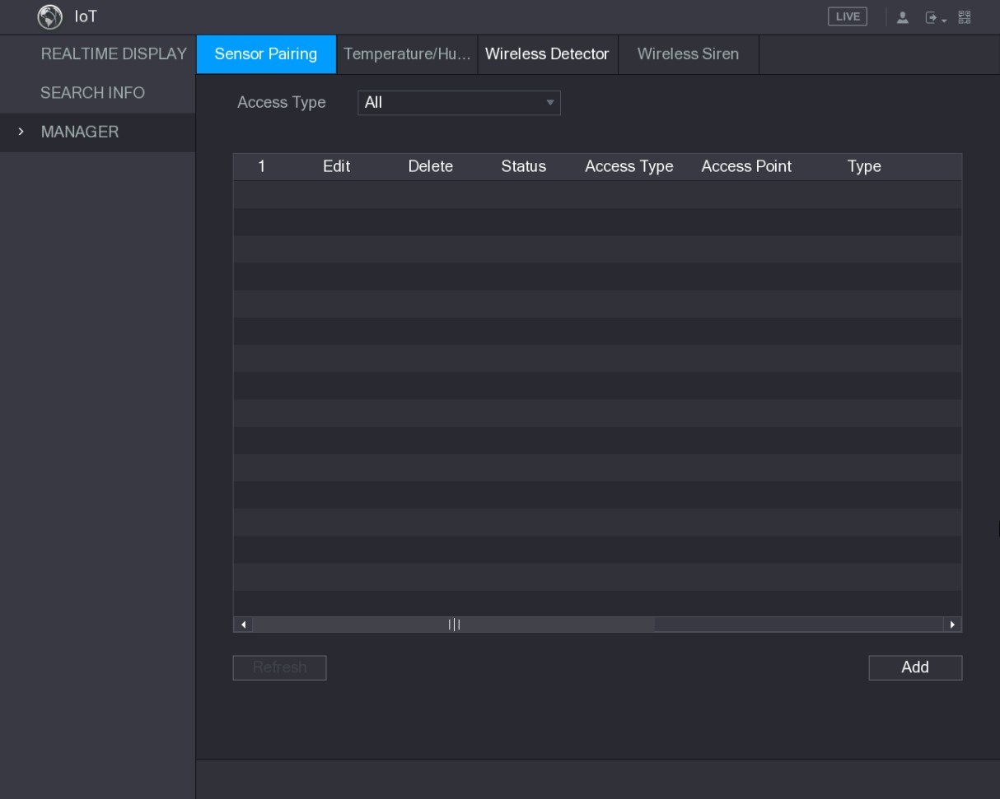 IoT
LIVE
REALTIME DISPLAY
SEARCH INFO
MANAGER
Sensor Pairing
Temperature/Hu...
Wireless Detector
Wireless Siren
Access Type
All
1 Edit Delete Status Access Type Access Point Type
Refresh
Add